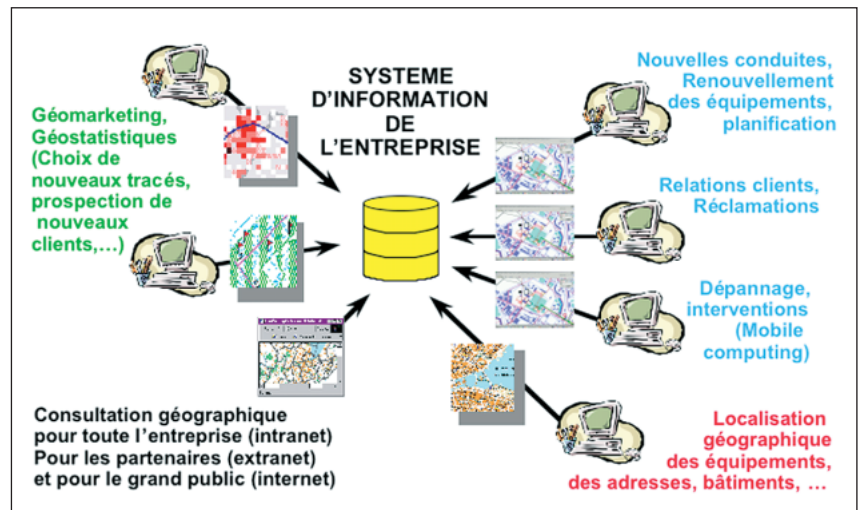 SYSTEME
D'INFORMATION
DE
L'ENTREPRISE
Géomarketing,
Géostatistiques
(Choix de
nouveaux tracés,
prospection de
nouveaux
clients,...)
Nouvelles conduites,
Renouvellement
des équipements,
planification
Relations clients,
Réclamations
Dépannage,
interventions
(Mobile
computing)
Consultation géographique
pour toute l'entreprise (intranet)
Pour les partenaires (extranet)
et pour le grand public (internet)
Localisation
géographique
des équipements,
des adresses, bâtiments, ...